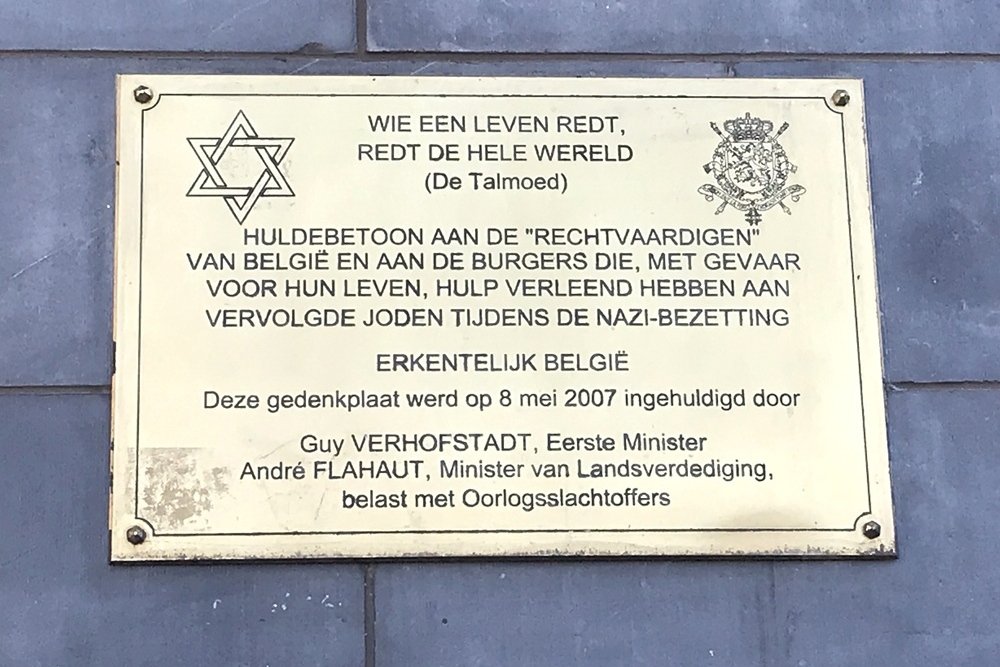 WIE EEN LEVEN REDT,
REDT DE HELE WERELD
(De Talmoed)
HULDEBETOON AAN DE "RECHTVAARDIGEN"
VAN BELGIË EN AAN DE BURGERS DIE, MET GEVAAR
VOOR HUN LEVEN, HULP VERLEEND HEBBEN AAN
VERVOLGDE JODEN TIJDENS DE NAZI-BEZETTING
ERKENTELIJK BELGIË
Deze gedenkplaat werd op 8 mei 2007 ingehuldigd door
Guy VERHOFSTADT, Eerste Minister
André FLAHAUT, Minister van Landsverdediging,
belast met Oorlogsslachtoffers